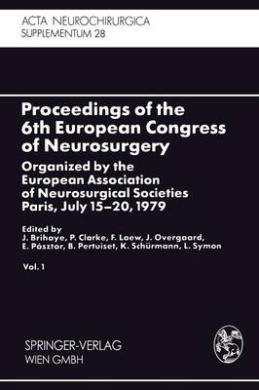 ACTA NEUROCHIRURGICA
SUPPLEMENTUM 28
Proceedings of the
6th European Congress
of Neurosurgery
Organized by the
European Association
of Neurosurgical Societies
Paris, July 15–20, 1979
Edited by
J. Brihaye, P. Clarke, F. Loew, J. Overgaard,
E. Pásztor, B. Pertuiset, K. Schürmann, L. Symon
Vol. 1
SPRINGER-VERLAG
WIEN GMBH